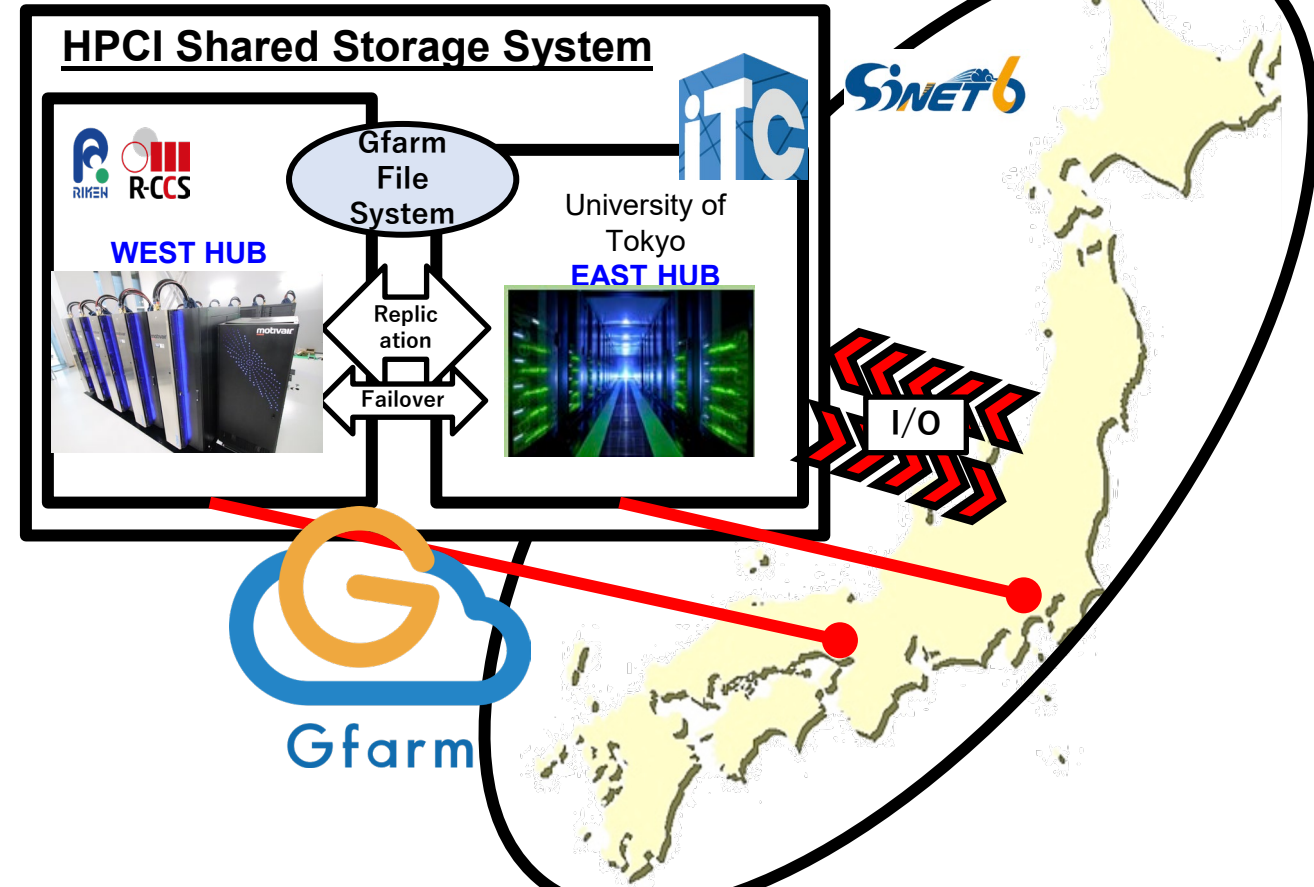 HPCI Shared Storage System
iTC
SINET6
RIKEN
R-CCS
Gfarm
File
System
University of
Tokyo
WEST HUB
EAST HUB
motivair
motivair
Replic
ation
Failover
I/O
Gfarm